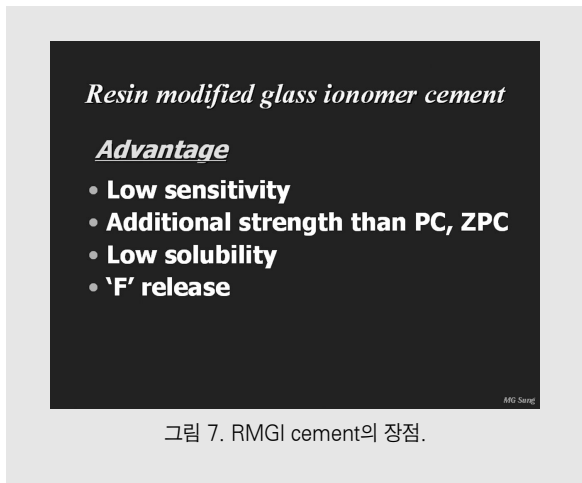 Resin modified glass ionomer cement
Advantage
• Low sensitivity
• Additional strength than PC, ZPC
• Low solubility
• ‘F’ release
MG Sung
그림 7. RMGI cement의 장점.